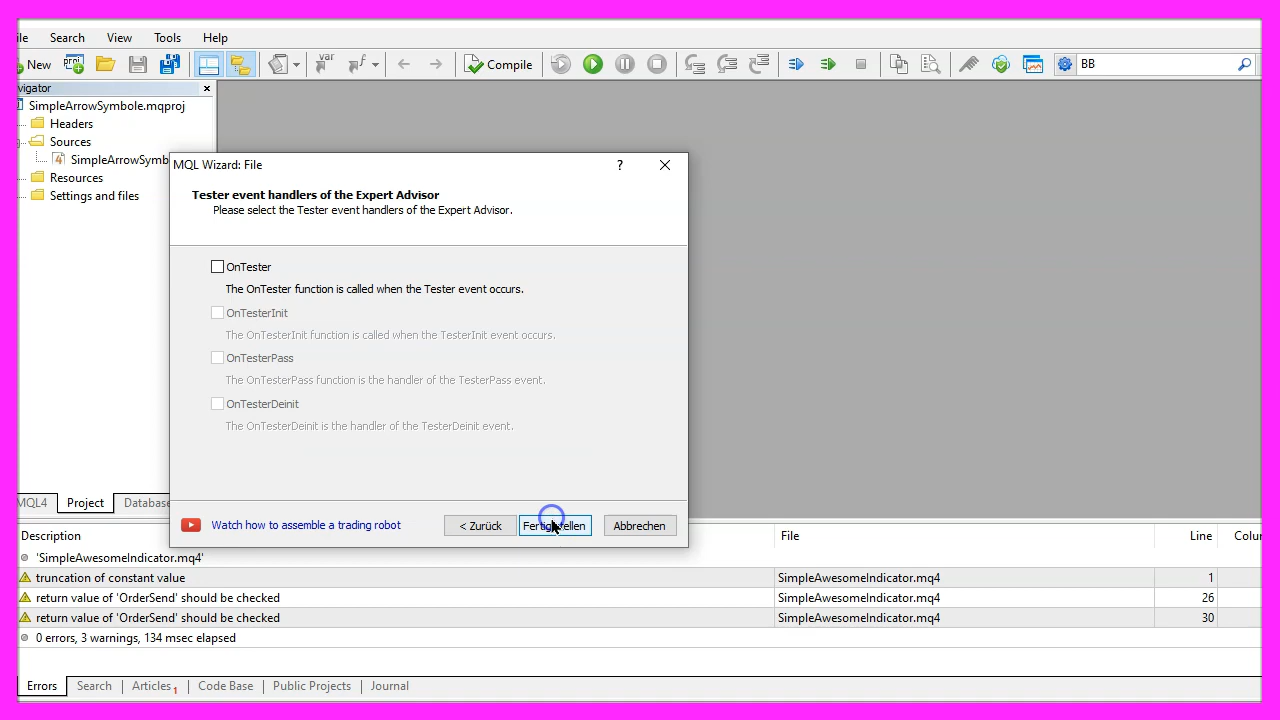 ile Search View Tools Help
New Compile BB
vigator
SimpleArrowSymbole.mqproj
Headers
Sources
SimpleArrowSymb
Resources
Settings and files
MQL Wizard: File
Tester event handlers of the Expert Advisor
Please select the Tester event handlers of the Expert Advisor.
OnTester
The OnTester function is called when the Tester event occurs.
OnTesterInit
The OnTesterInit function is called when the TesterInit event occurs.
OnTesterPass
The OnTesterPass function is the handler of the TesterPass event.
OnTesterDeinit
The OnTesterDeinit is the handler of the TesterDeinit event.
Watch how to assemble a trading robot
< Zurück Fertigstellen Abbrechen
MQL4 Project Database
Description File Line Colu
'SimpleAwesomeIndicator.mq4'
truncation of constant value SimpleAwesomeIndicator.mq4 1
return value of 'OrderSend' should be checked SimpleAwesomeIndicator.mq4 26
return value of 'OrderSend' should be checked SimpleAwesomeIndicator.mq4 30
0 errors, 3 warnings, 134 msec elapsed
Errors Search Articles 1 Code Base Public Projects Journal